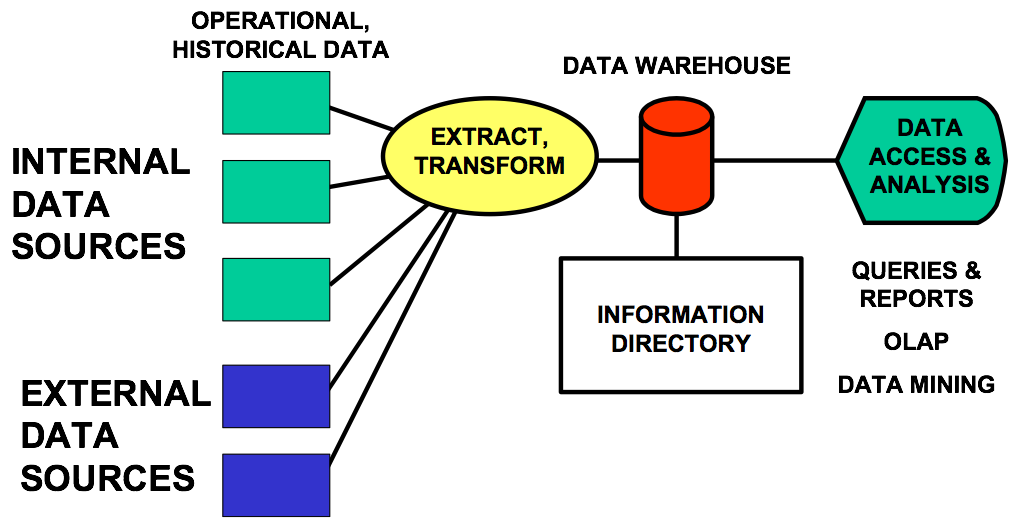 OPERATIONAL,
HISTORICAL DATA
INTERNAL
DATA
SOURCES
EXTERNAL
DATA
SOURCES
EXTRACT,
TRANSFORM
DATA WAREHOUSE
INFORMATION
DIRECTORY
DATA
ACCESS &
ANALYSIS
QUERIES &
REPORTS
OLAP
DATA MINING